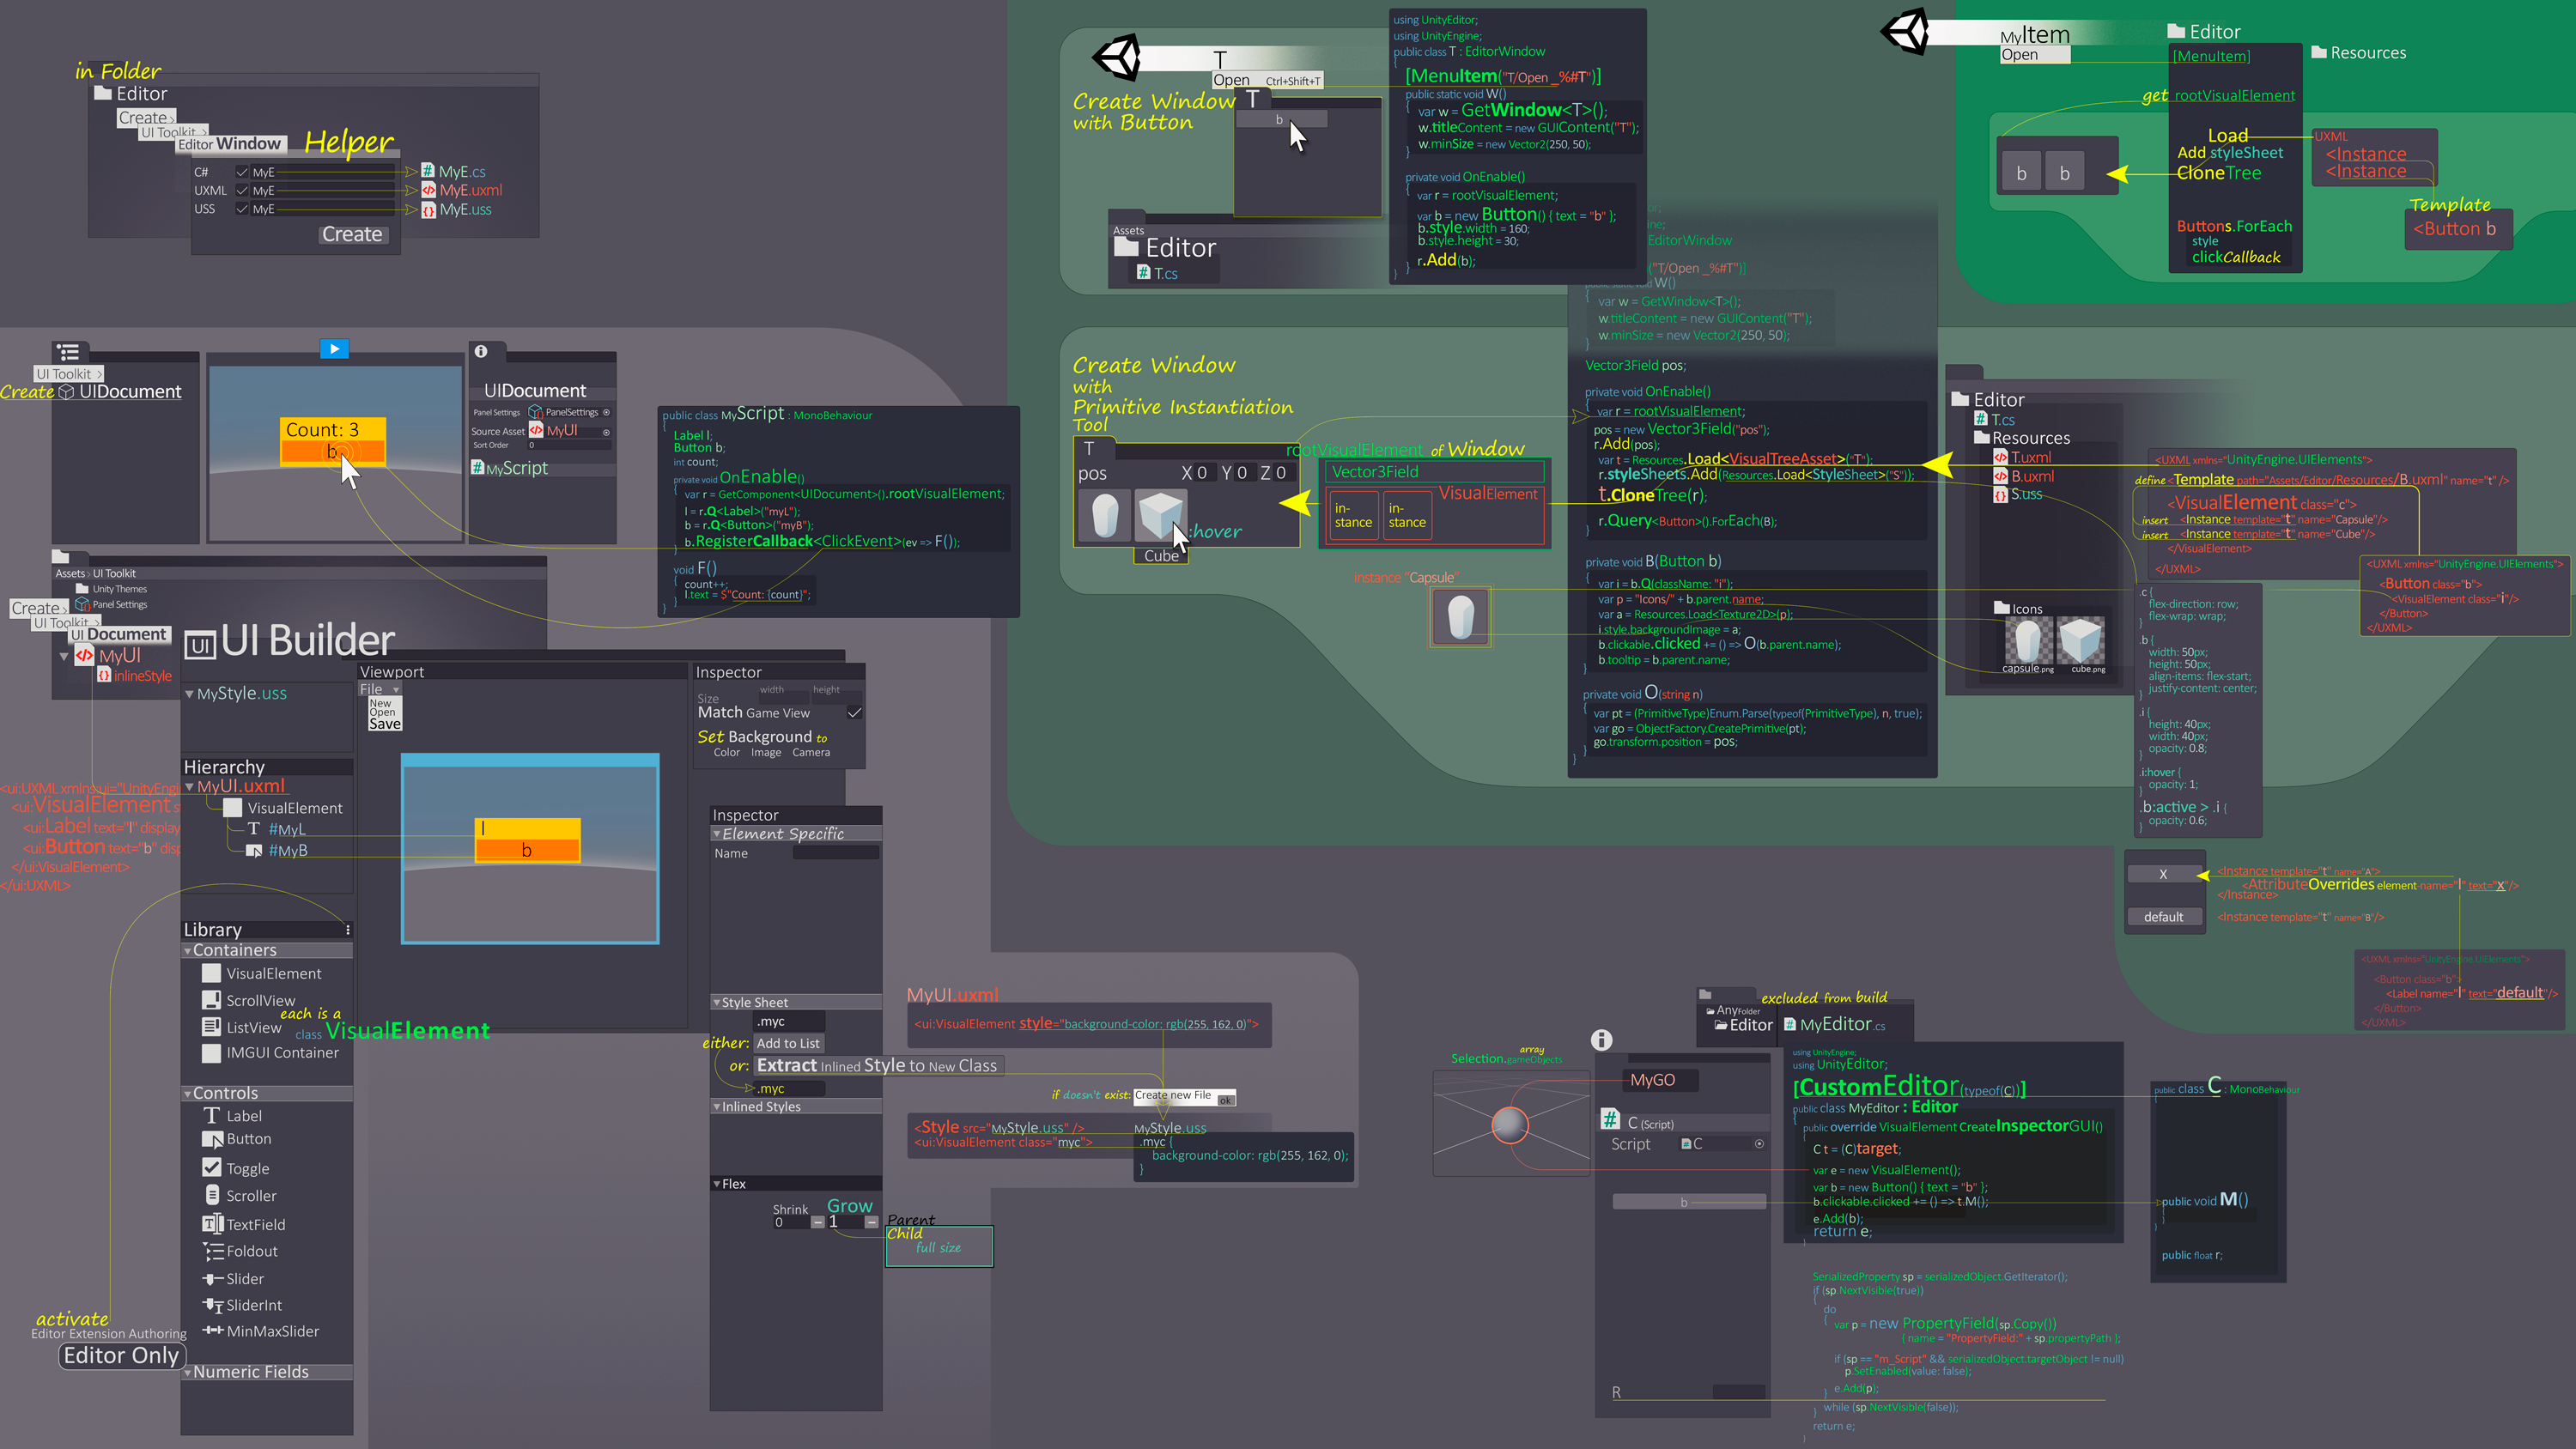 in Folder
Editor
Create >
UI Toolkit >
Editor Window
Helper
C# MyE MyE.cs
UXML MyE MyE.uxml
USS MyE MyE.uss
Create
UI Toolkit >
Create UIDocument
Count: 3
b
UIDocument
Panel Settings PanelSettings
Source Asset MyUI
Sort Order 0
MyScript
public class MyScript : MonoBehaviour
{
Label l;
Button b;
int count;
private void OnEnable()
{
var r = GetComponent<UIDocument>().rootVisualElement;
l = r.Q<Label>("myL");
b = r.Q<Button>("myB");
b.RegisterCallback<ClickEvent>(ev => F());
}
void F()
{
count++;
l.text = $"Count: {count}";
}
}
Assets › UI Toolkit
Unity Themes
Panel Settings
Create >
UI Toolkit >
UI Document
MyUI
inlineStyle
UI UI Builder
MyStyle.uss
Viewport
File
New
Open
Save
Inspector
width height
Size
Match Game View
Set Background to
Color Image Camera
Hierarchy
MyUI.uxml
VisualElement
#MyL
#MyB
<ui:UXML xmlns:ui="UnityEngi
<ui:VisualElement s
<ui:Label text="l" display
<ui:Button text="b" disp
</ui:VisualElement>
</ui:UXML>
l
b
Inspector
Element Specific
Name
Library
Containers
VisualElement
ScrollView
ListView
IMGUI Container
each is a
class VisualElement
Controls
Label
Button
Toggle
Scroller
TextField
Foldout
Slider
SliderInt
MinMaxSlider
Numeric Fields
activate
Editor Extension Authoring
Editor Only
Style Sheet
.myc
either: Add to List
or: Extract Inlined Style to New Class
.myc
Inlined Styles
Flex
Shrink Grow
0 1
Parent
Child
full size
MyUI.uxml
<ui:VisualElement style="background-color: rgb(255, 162, 0)">
if doesn't exist: Create new File ok
<Style src="MyStyle.uss" />
<ui:VisualElement class="myc">
MyStyle.uss
.myc {
background-color: rgb(255, 162, 0);
}
T
Open Ctrl+Shift+T
Create Window
with Button
T
b
Assets
Editor
T.cs
using UnityEditor;
using UnityEngine;
public class T : EditorWindow
{
[MenuItem("T/Open _%#T")]
public static void W()
{
var w = GetWindow<T>();
w.titleContent = new GUIContent("T");
w.minSize = new Vector2(250, 50);
}
private void OnEnable()
{
var r = rootVisualElement;
var b = new Button() { text = "b" };
b.style.width = 160;
b.style.height = 30;
r.Add(b);
}
}
EditorWindow
("T/Open _%#T")]
public static void W()
{
var w = GetWindow<T>();
w.titleContent = new GUIContent("T");
w.minSize = new Vector2(250, 50);
}
Vector3Field pos;
private void OnEnable()
{
var r = rootVisualElement;
pos = new Vector3Field("pos");
r.Add(pos);
var t = Resources.Load<VisualTreeAsset>("T");
r.styleSheets.Add(Resources.Load<StyleSheet>("S"));
t.CloneTree(r);
r.Query<Button>().ForEach(B);
}
private void B(Button b)
{
var i = b.Q(className: "i");
var p = "Icons/" + b.parent.name;
var a = Resources.Load<Texture2D>(p);
i.style.backgroundImage = a;
b.clickable.clicked += () => O(b.parent.name);
b.tooltip = b.parent.name;
}
private void O(string n)
{
var pt = (PrimitiveType)Enum.Parse(typeof(PrimitiveType), n, true);
var go = ObjectFactory.CreatePrimitive(pt);
go.transform.position = pos;
}
}
Create Window
with
Primitive Instantiation
Tool
T
pos X 0 Y 0 Z 0
:hover
Cube
rootVisualElement of Window
Vector3Field
VisualElement
in-
stance
in-
stance
instance "Capsule"
MyItem
Open
Editor
[MenuItem]
Resources
get rootVisualElement
Load UXML
Add styleSheet
CloneTree
<Instance
<Instance
b b
Template
<Button b
Buttons.ForEach
style
clickCallback
Editor
T.cs
Resources
T.uxml
B.uxml
S.uss
Icons
capsule.png cube.png
<UXML xmlns="UnityEngine.UIElements">
define <Template path="Assets/Editor/Resources/B.uxml" name="t" />
<VisualElement class="c">
insert <Instance template="t" name="Capsule"/>
insert <Instance template="t" name="Cube"/>
</VisualElement>
</UXML>
<UXML xmlns="UnityEngine.UIElements">
<Button class="b">
<VisualElement class="i"/>
</Button>
</UXML>
.c {
flex-direction: row;
flex-wrap: wrap;
}
.b {
width: 50px;
height: 50px;
align-items: flex-start;
justify-content: center;
}
.i {
height: 40px;
width: 40px;
opacity: 0.8;
}
.i:hover {
opacity: 1;
}
.b:active > .i {
opacity: 0.6;
}
X
default
<Instance template="t" name="A">
<AttributeOverrides element-name="l" text="x"/>
</Instance>
<Instance template="t" name="B"/>
<UXML xmlns="UnityEngine.UIElements">
<Button class="b">
<Label name="l" text="default"/>
</Button>
</UXML>
excluded from build
AnyFolder
Editor
MyEditor.cs
array
Selection.gameObjects
MyGO
C (Script)
Script C
b
R
using UnityEngine;
using UnityEditor;
[CustomEditor(typeof(C))]
public class MyEditor : Editor
{
public override VisualElement CreateInspectorGUI()
{
C t = (C)target;
var e = new VisualElement();
var b = new Button() { text = "b" };
b.clickable.clicked += () => t.M();
e.Add(b);
return e;
}
public class C : MonoBehaviour
{
public void M()
{
}
public float r;
}
SerializedProperty sp = serializedObject.GetIterator();
if (sp.NextVisible(true))
{
do
{
var p = new PropertyField(sp.Copy())
{ name = "PropertyField:" + sp.propertyPath };
if (sp == "m_Script" && serializedObject.targetObject != null)
p.SetEnabled(value: false);
e.Add(p);
}
while (sp.NextVisible(false));
}
return e;
}